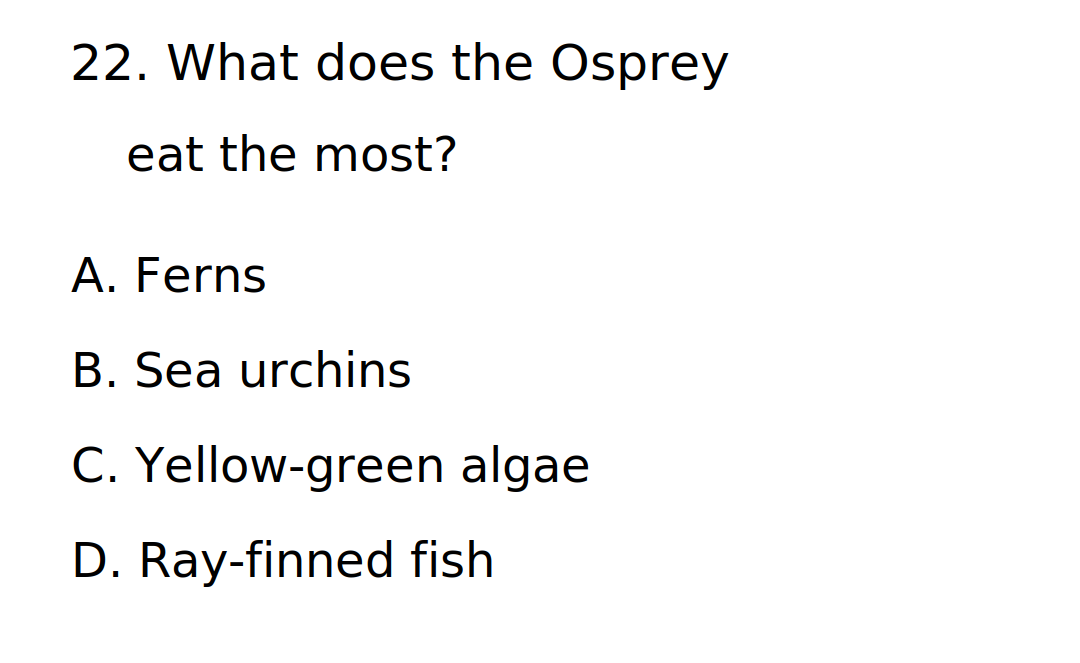 22. What does the Osprey
eat the most?
A. Ferns
B. Sea urchins
C. Yellow-green algae
D. Ray-finned fish